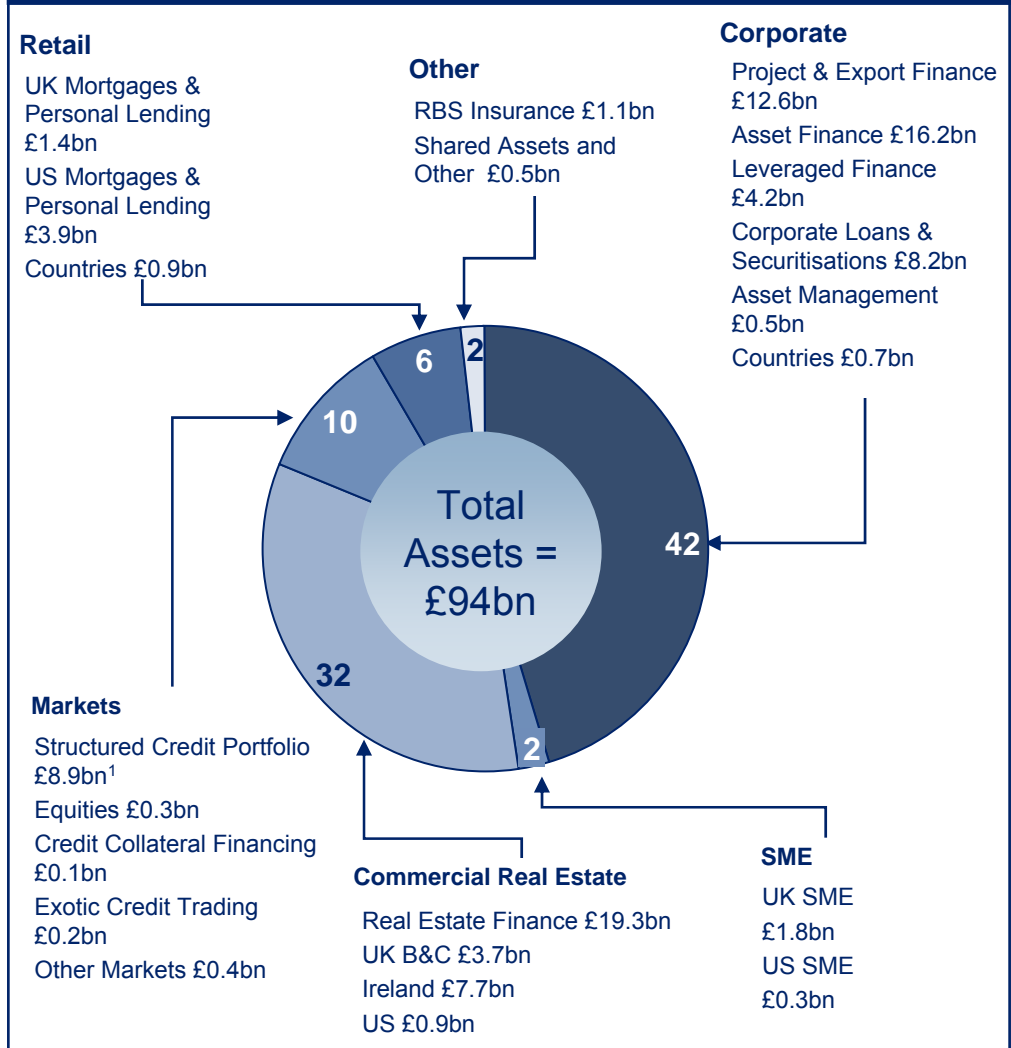 Retail
UK Mortgages &
Personal Lending
£1.4bn
US Mortgages &
Personal Lending
£3.9bn
Countries £0.9bn
Other
RBS Insurance £1.1bn
Shared Assets and
Other £0.5bn
Corporate
Project & Export Finance
£12.6bn
Asset Finance £16.2bn
Leveraged Finance
£4.2bn
Corporate Loans &
Securitisations £8.2bn
Asset Management
£0.5bn
Countries £0.7bn
6
2
10
42
32
2
Total
Assets =
£94bn
Markets
Structured Credit Portfolio
£8.9bn¹
Equities £0.3bn
Credit Collateral Financing
£0.1bn
Exotic Credit Trading
£0.2bn
Other Markets £0.4bn
Commercial Real Estate
Real Estate Finance £19.3bn
UK B&C £3.7bn
Ireland £7.7bn
US £0.9bn
SME
UK SME
£1.8bn
US SME
£0.3bn